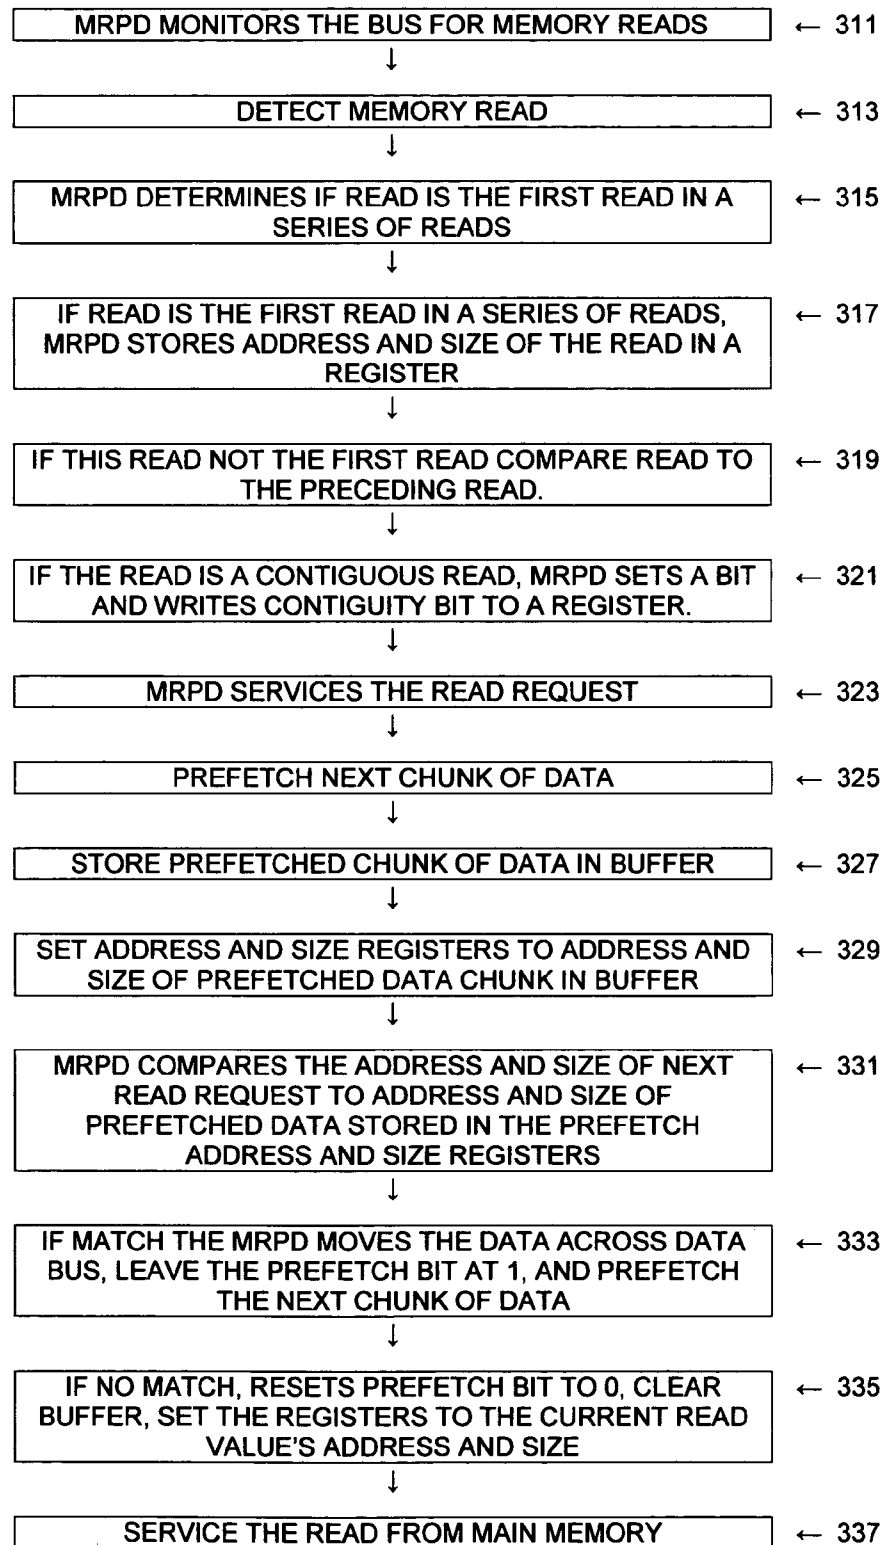 MRPD MONITORS THE BUS FOR MEMORY READS ← 311
↓
DETECT MEMORY READ ← 313
↓
MRPD DETERMINES IF READ IS THE FIRST READ IN A ← 315
SERIES OF READS
↓
IF READ IS THE FIRST READ IN A SERIES OF READS, ← 317
MRPD STORES ADDRESS AND SIZE OF THE READ IN A
REGISTER
↓
IF THIS READ NOT THE FIRST READ COMPARE READ TO ← 319
THE PRECEDING READ.
↓
IF THE READ IS A CONTIGUOUS READ, MRPD SETS A BIT ← 321
AND WRITES CONTIGUITY BIT TO A REGISTER.
↓
MRPD SERVICES THE READ REQUEST ← 323
↓
PREFETCH NEXT CHUNK OF DATA ← 325
↓
STORE PREFETCHED CHUNK OF DATA IN BUFFER ← 327
↓
SET ADDRESS AND SIZE REGISTERS TO ADDRESS AND ← 329
SIZE OF PREFETCHED DATA CHUNK IN BUFFER
↓
MRPD COMPARES THE ADDRESS AND SIZE OF NEXT ← 331
READ REQUEST TO ADDRESS AND SIZE OF
PREFETCHED DATA STORED IN THE PREFETCH
ADDRESS AND SIZE REGISTERS
↓
IF MATCH THE MRPD MOVES THE DATA ACROSS DATA ← 333
BUS, LEAVE THE PREFETCH BIT AT 1, AND PREFETCH
THE NEXT CHUNK OF DATA
↓
IF NO MATCH, RESETS PREFETCH BIT TO 0, CLEAR ← 335
BUFFER, SET THE REGISTERS TO THE CURRENT READ
VALUE'S ADDRESS AND SIZE
↓
SERVICE THE READ FROM MAIN MEMORY ← 337